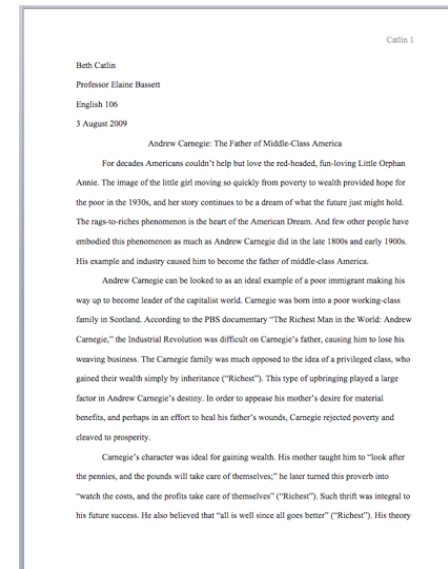 Catlin 1
Beth Catlin
Professor Elaine Bassett
English 106
3 August 2009
Andrew Carnegie: The Father of Middle-Class America
For decades Americans couldn't help but love the red-headed, fun-loving Little Orphan
Annie. The image of the little girl moving so quickly from poverty to wealth provided hope for
the poor in the 1930s, and her story continues to be a dream of what the future just might hold.
The rags-to-riches phenomenon is the heart of the American Dream. And few other people have
embodied this phenomenon as much as Andrew Carnegie did in the late 1800s and early 1900s.
His example and industry caused him to become the father of middle-class America.
Andrew Carnegie can be looked to as an ideal example of a poor immigrant making his
way up to become leader of the capitalist world. Carnegie was born into a poor working-class
family in Scotland. According to the PBS documentary “The Richest Man in the World: Andrew
Carnegie,” the Industrial Revolution was difficult on Carnegie's father, causing him to lose his
weaving business. The Carnegie family was much opposed to the idea of a privileged class, who
gained their wealth simply by inheritance (“Richest”). This type of upbringing played a large
factor in Andrew Carnegie's destiny. In order to appease his mother's desire for material
benefits, and perhaps in an effort to heal his father's wounds, Carnegie rejected poverty and
cleaved to prosperity.
Carnegie's character was ideal for gaining wealth. His mother taught him to “look after
the pennies, and the pounds will take care of themselves;” he later turned this proverb into
“watch the costs, and the profits take care of themselves” (“Richest”). Such thrift was integral to
his future success. He also believed that “all is well since all goes better” (“Richest”). His theory